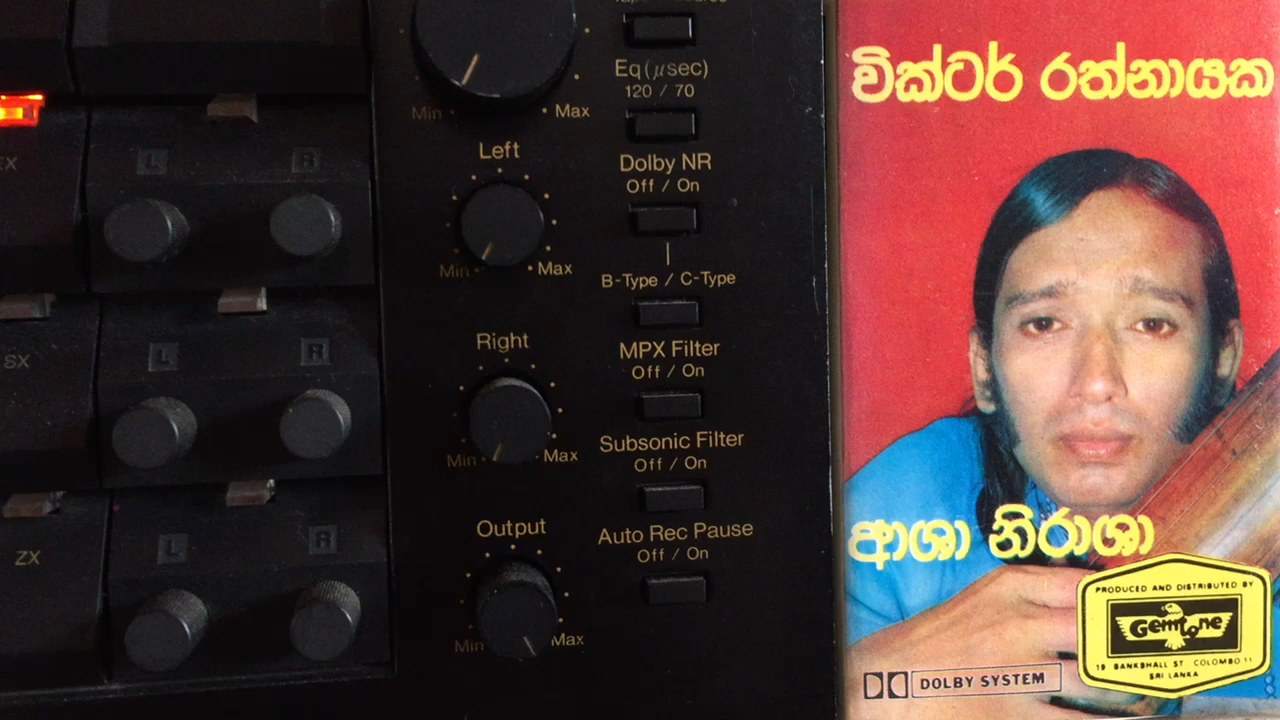 EX
L R
SX
L R
ZX
L R
Min Max
Left
Min Max
Right
Min Max
Output
Min Max
Eq (μsec)
120 / 70
Dolby NR
Off / On
B-Type / C-Type
MPX Filter
Off / On
Subsonic Filter
Off / On
Auto Rec Pause
Off / On
වික්ටර් රත්නායක
ආශා නිරාශා
PRODUCED AND DISTRIBUTED BY
Gemtone
19 BANKSHALL ST COLOMBO 11
SRI LANKA
DOLBY SYSTEM